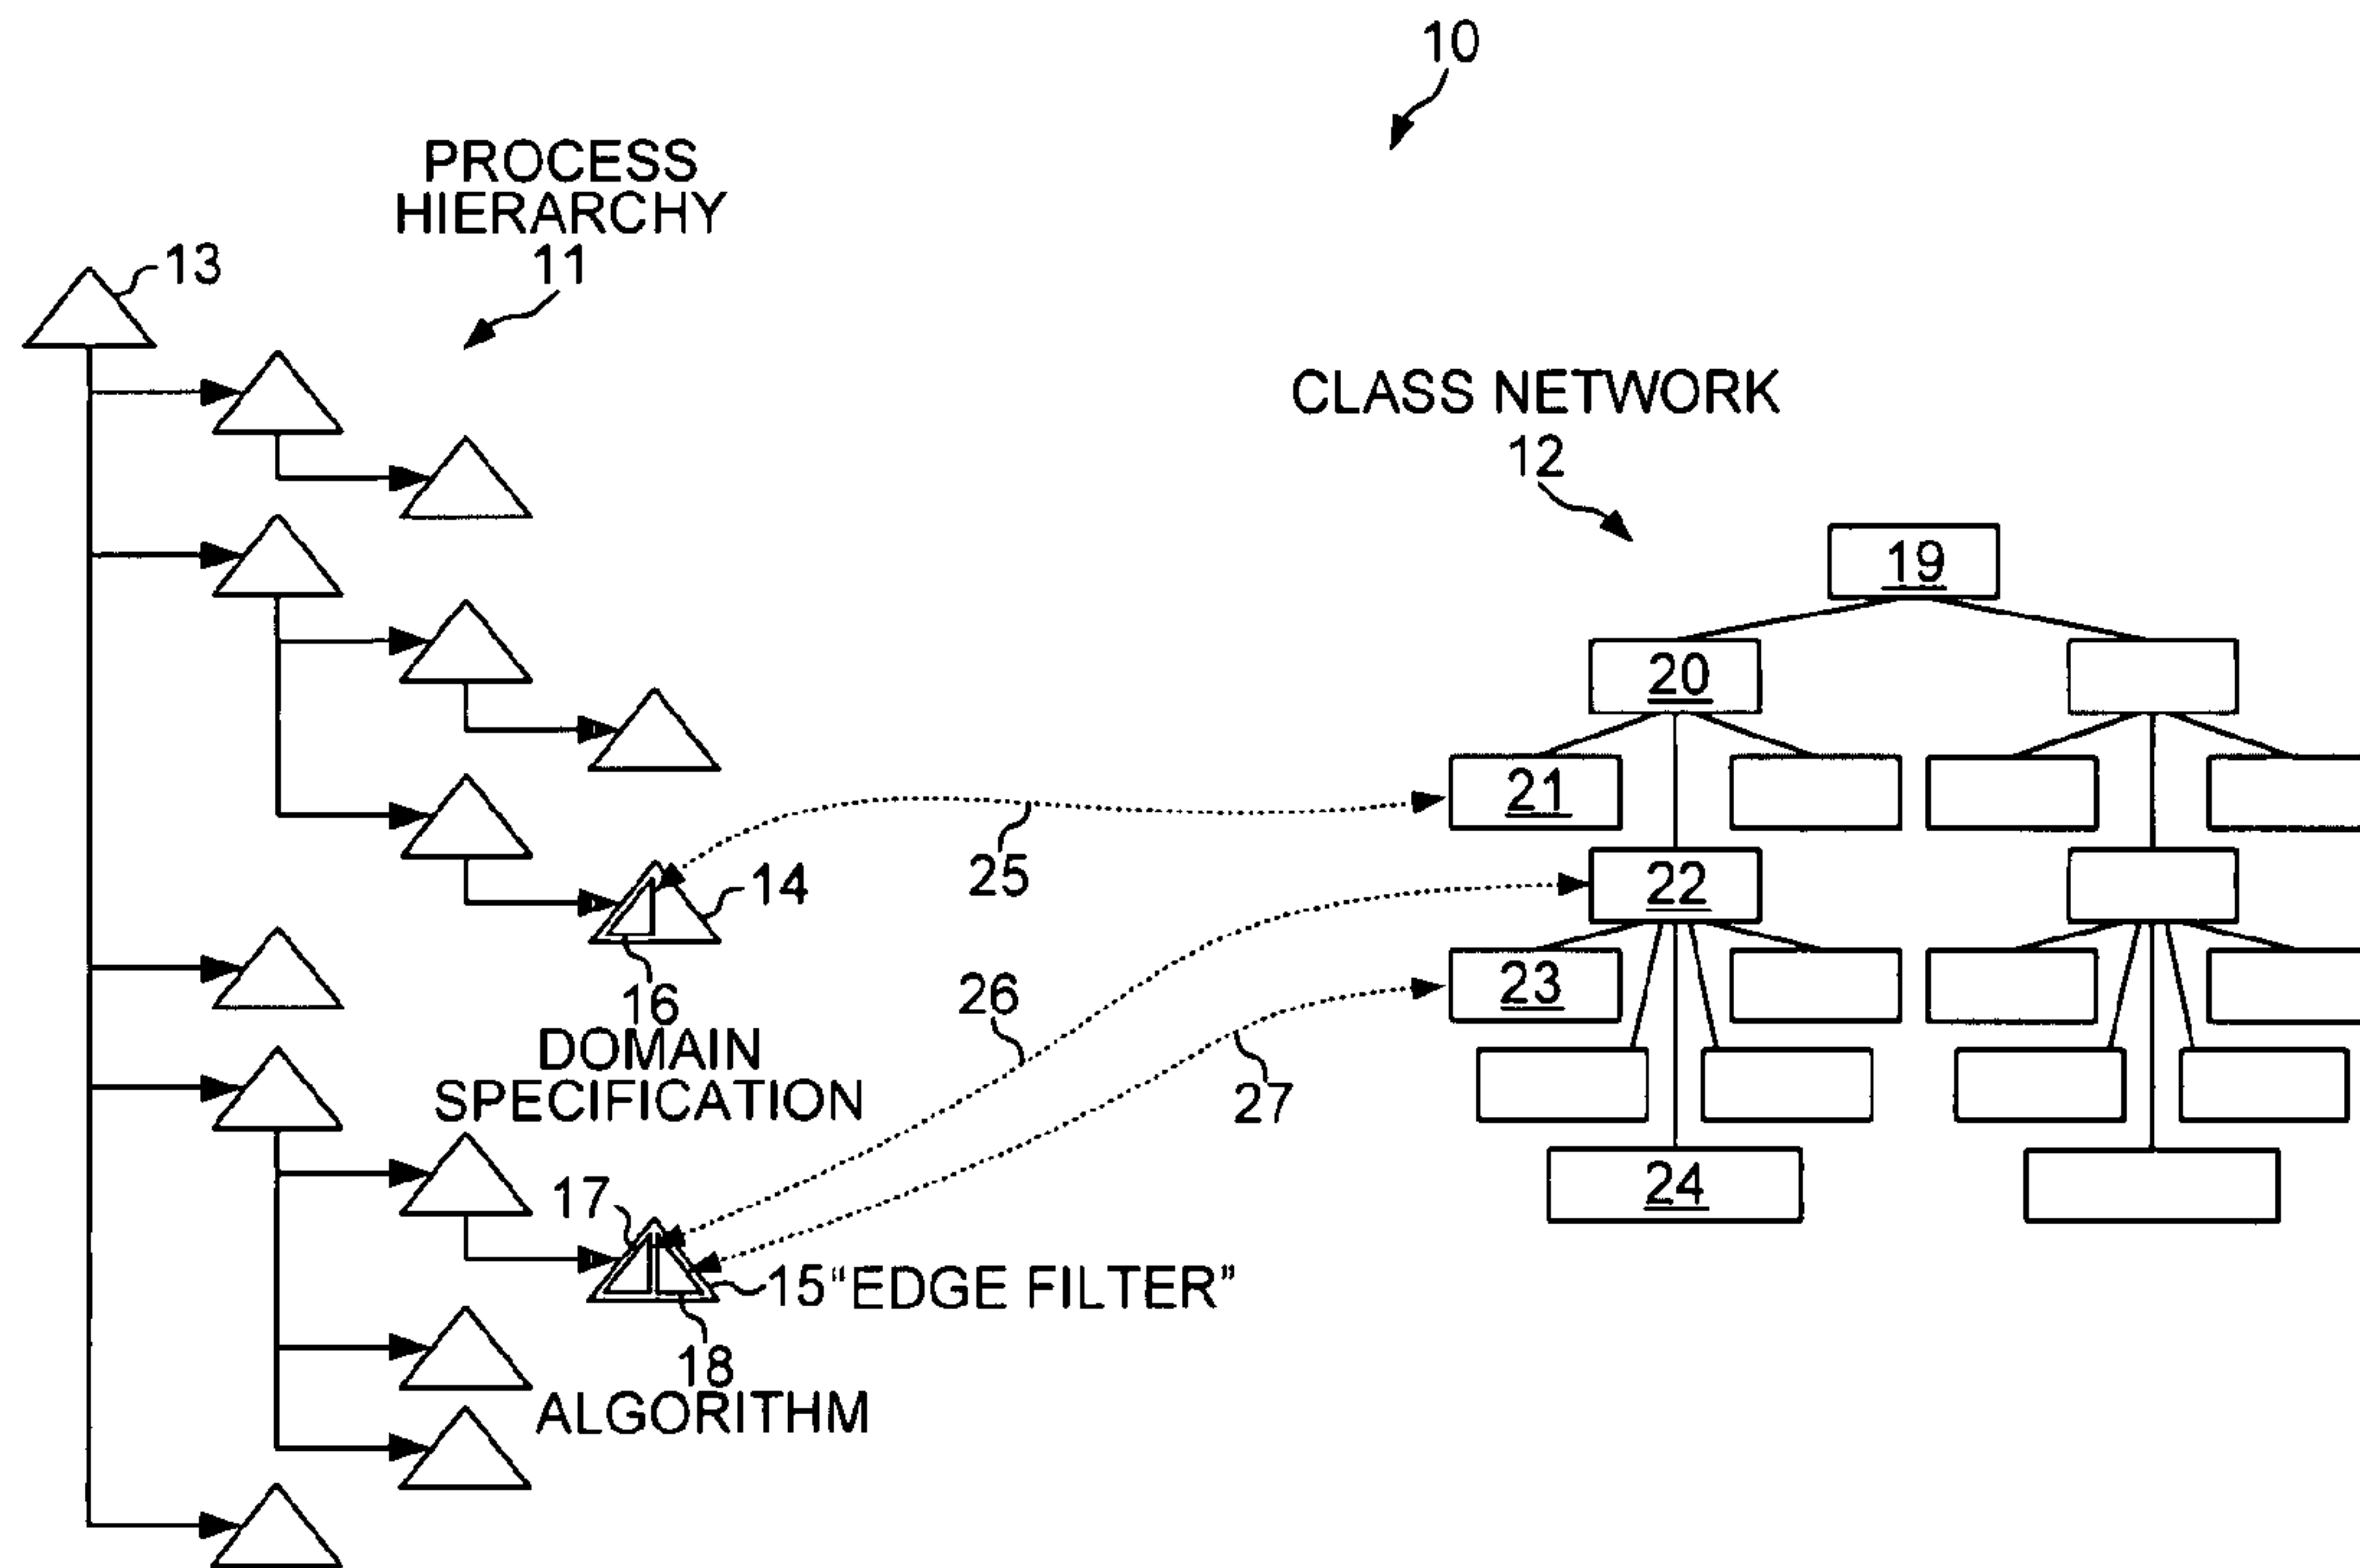 10
PROCESS
HIERARCHY
11
13
CLASS NETWORK
12
19
20
21
25
22
14
23
16
DOMAIN
SPECIFICATION
26
27
24
17
15 “EDGE FILTER”
18
ALGORITHM